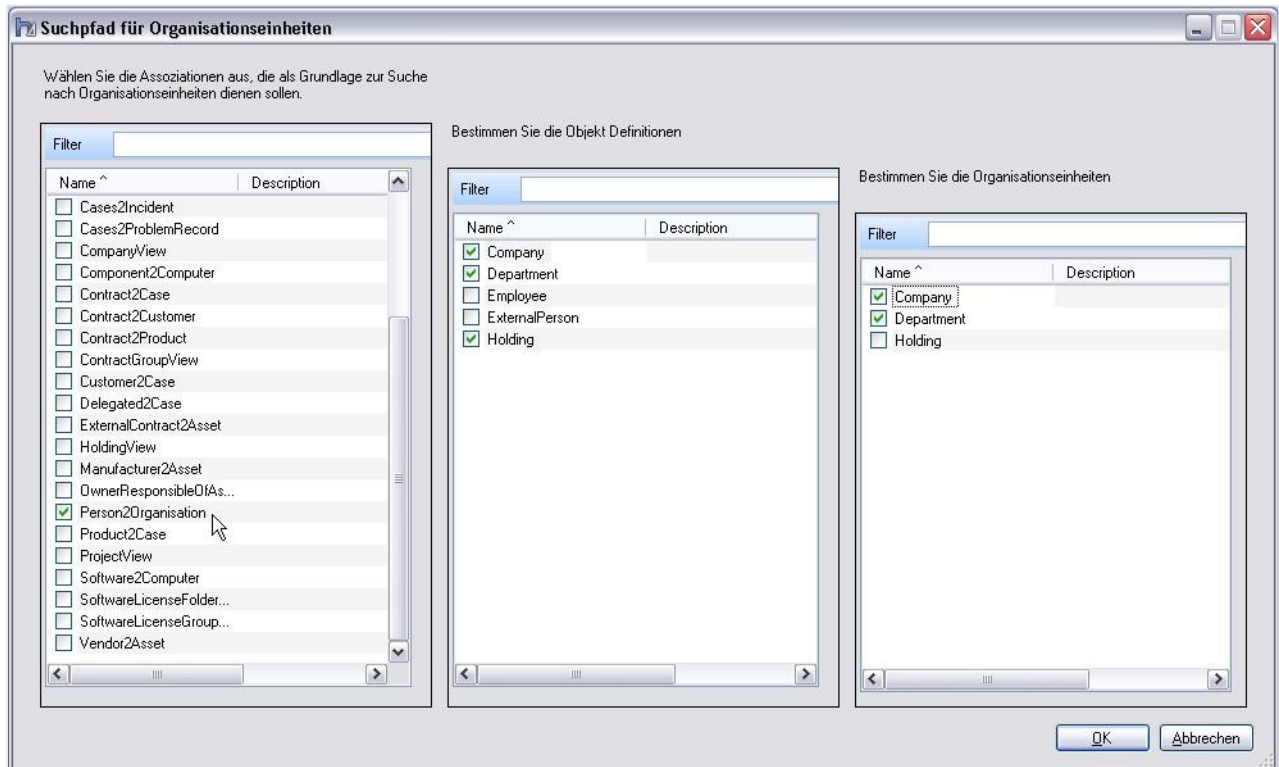 Suchpfad für Organisationseinheiten
Wählen Sie die Assoziationen aus, die als Grundlage zur Suche
nach Organisationseinheiten dienen sollen.
Filter
Name Description
Cases2Incident
Cases2ProblemRecord
CompanyView
Component2Computer
Contract2Case
Contract2Customer
Contract2Product
ContractGroupView
Customer2Case
Delegated2Case
ExternalContract2Asset
HoldingView
Manufacturer2Asset
OwnerResponsibleOfAs...
Person2Organisation
Product2Case
ProjectView
Software2Computer
SoftwareLicenseFolder...
SoftwareLicenseGroup...
Vendor2Asset
Bestimmen Sie die Objekt Definitionen
Filter
Name Description
Company
Department
Employee
ExternalPerson
Holding
Bestimmen Sie die Organisationseinheiten
Filter
Name Description
Company
Department
Holding
OK Abbrechen